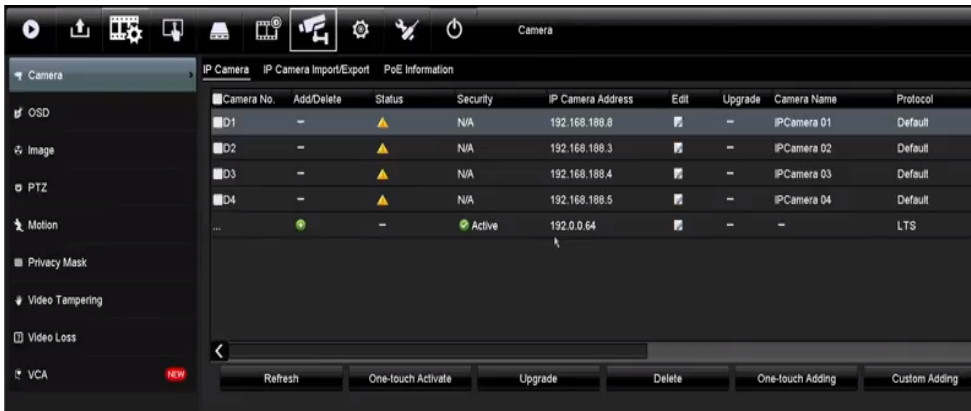 Camera
Camera
IP Camera IP Camera Import/Export PoE Information
Camera No. Add/Delete Status Security IP Camera Address Edit Upgrade Camera Name Protocol
D1 – N/A 192.168.188.8 – IPCamera 01 Default
OSD
D2 – N/A 192.168.188.3 – IPCamera 02 Default
Image
D3 – N/A 192.168.188.4 – IPCamera 03 Default
PTZ
D4 – N/A 192.168.188.5 – IPCamera 04 Default
Motion
... – Active 192.0.0.64 – – LTS
Privacy Mask
Video Tampering
Video Loss
VCA NEW
Refresh One-touch Activate Upgrade Delete One-touch Adding Custom Adding